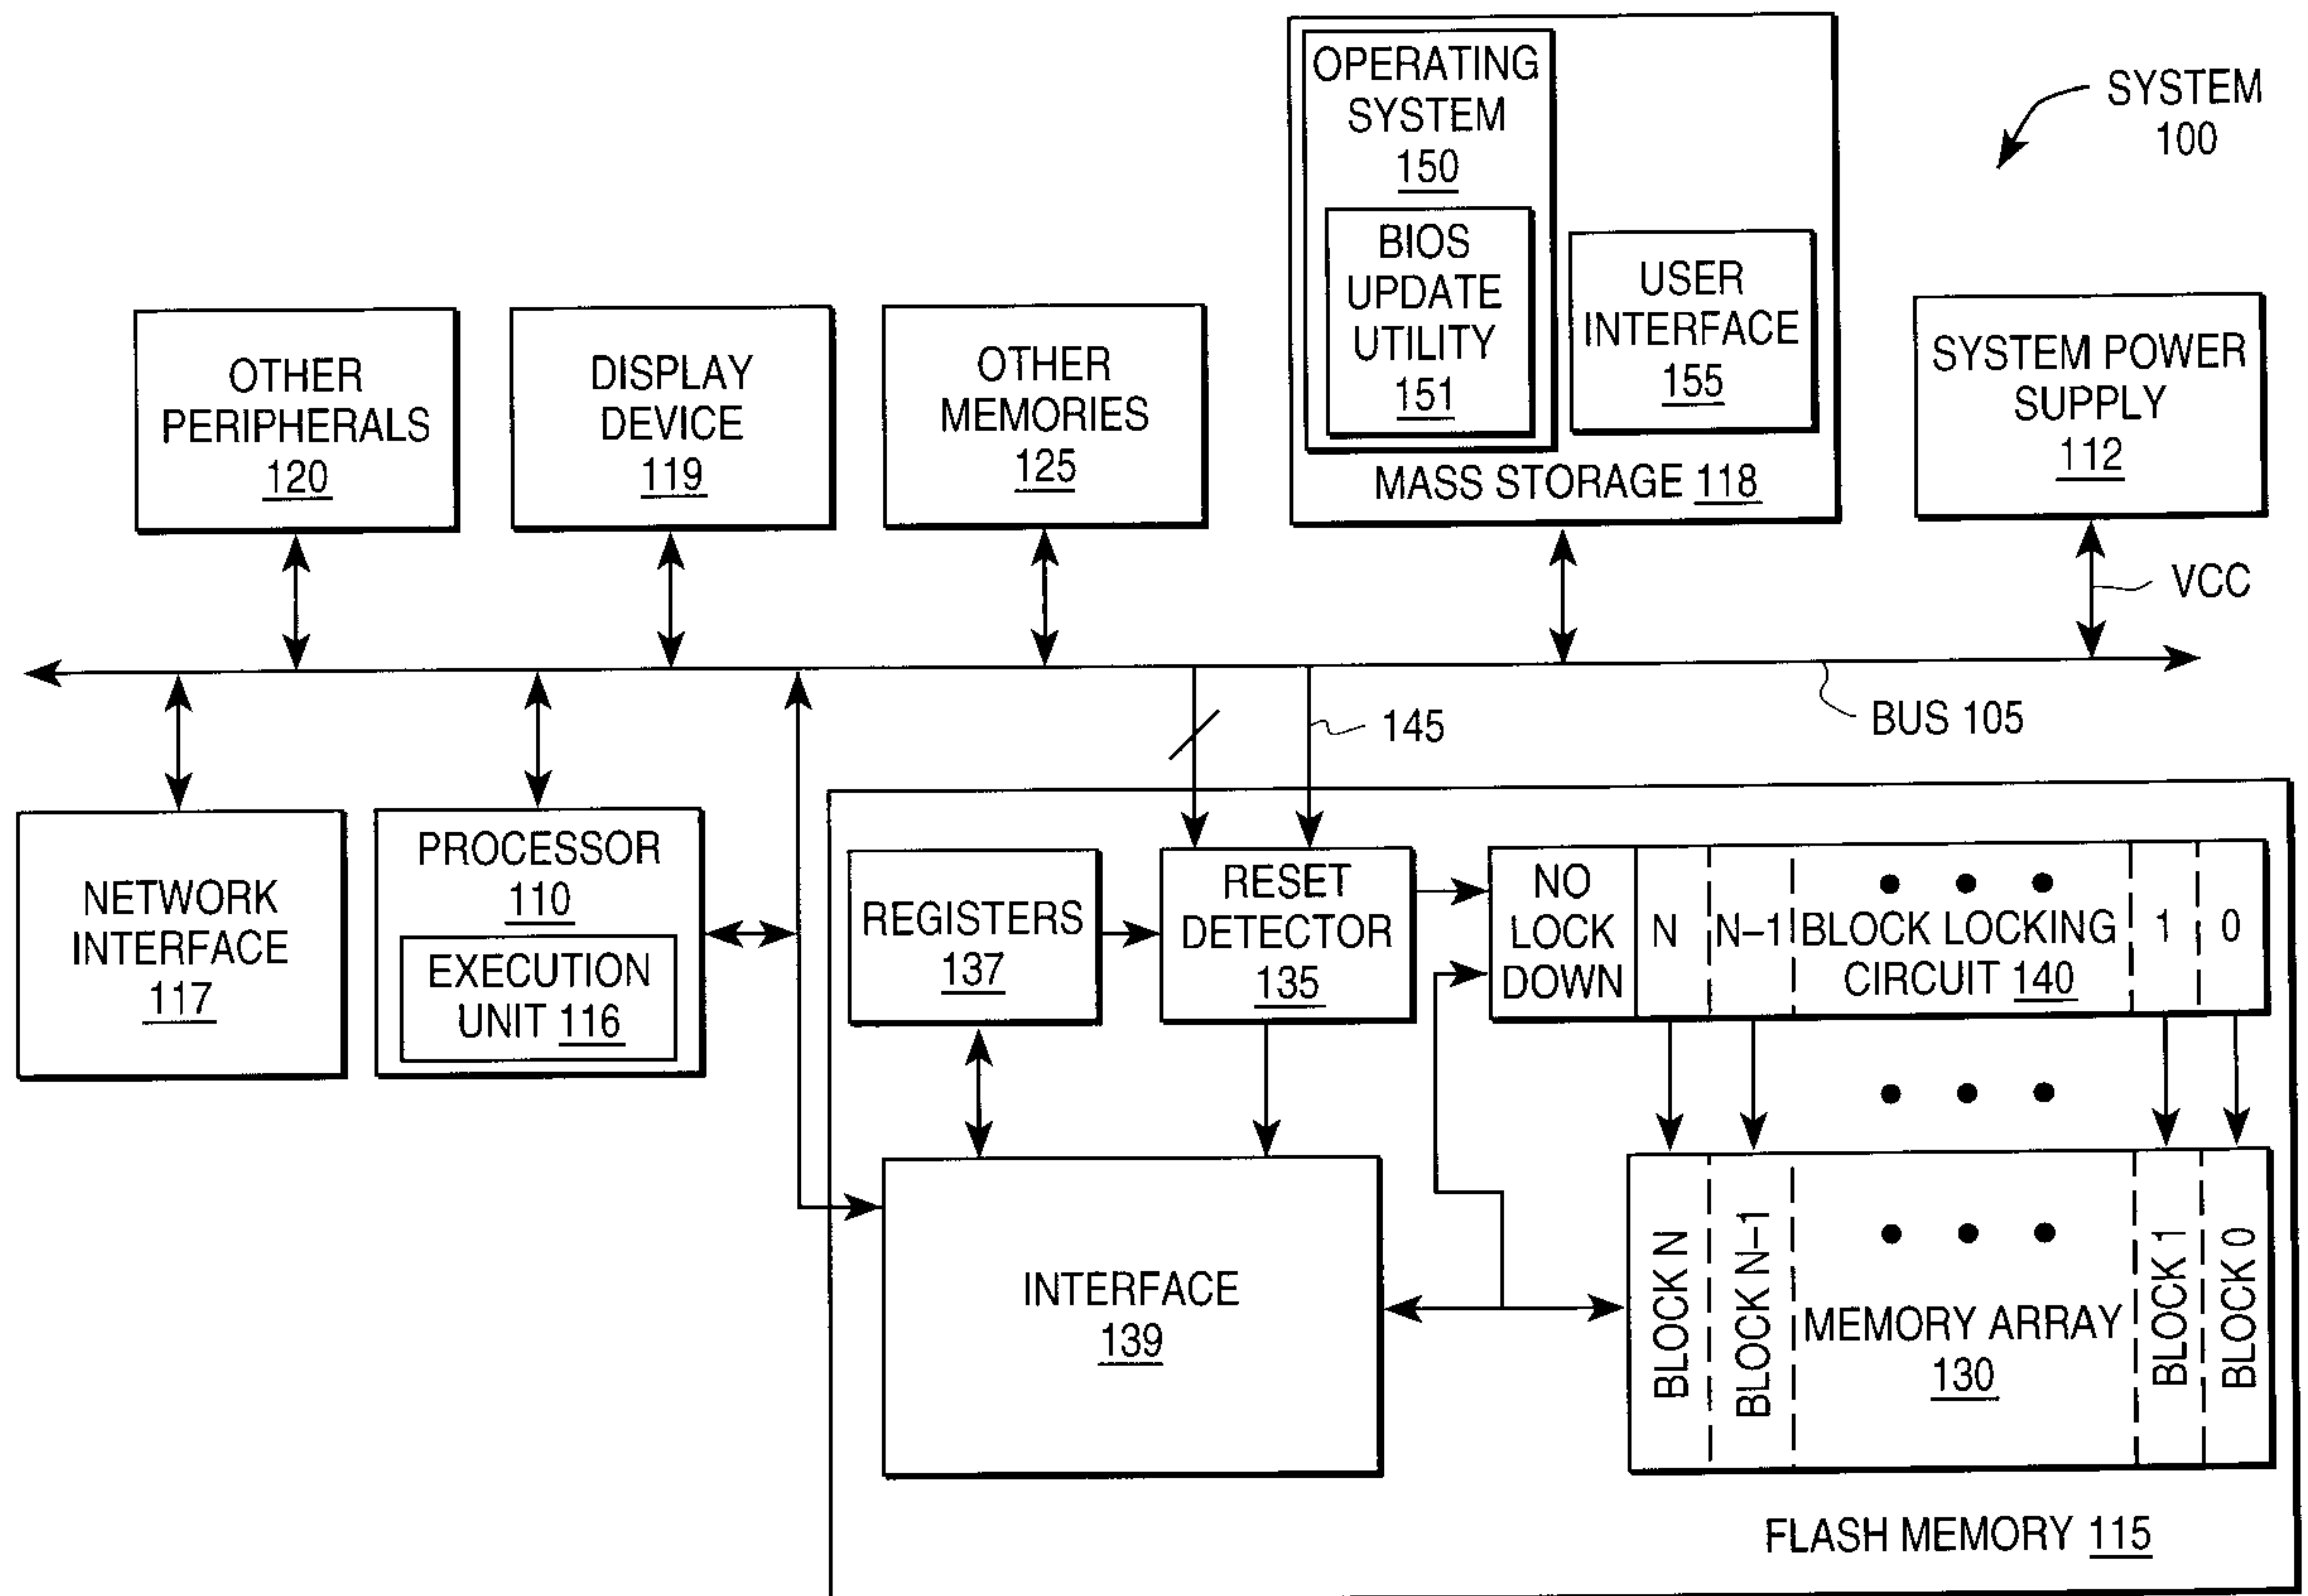 OPERATING
SYSTEM
150
BIOS
UPDATE
UTILITY
151
USER
INTERFACE
155
MASS STORAGE 118
SYSTEM
100
OTHER
PERIPHERALS
120
DISPLAY
DEVICE
119
OTHER
MEMORIES
125
SYSTEM POWER
SUPPLY
112
VCC
145
BUS 105
NETWORK
INTERFACE
117
PROCESSOR
110
EXECUTION
UNIT 116
REGISTERS
137
RESET
DETECTOR
135
NO
LOCK
DOWN
N
N–1
BLOCK LOCKING
CIRCUIT 140
1
0
INTERFACE
139
BLOCK N
BLOCK N–1
MEMORY ARRAY
130
BLOCK 1
BLOCK 0
FLASH MEMORY 115